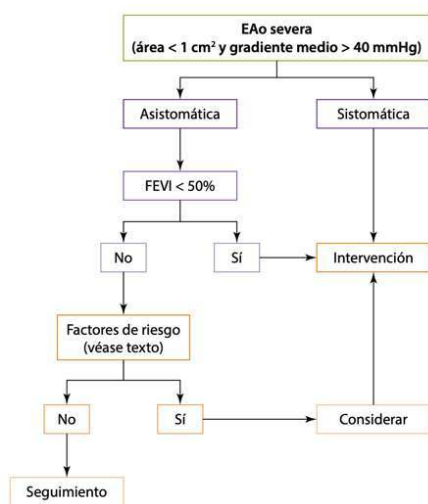 EAo severa
(área < 1 cm² y gradiente medio > 40 mmHg)
Asistomática
Sistomática
FEVI < 50%
No
Sí
Intervención
Factores de riesgo
(véase texto)
No
Sí
Considerar
Seguimiento